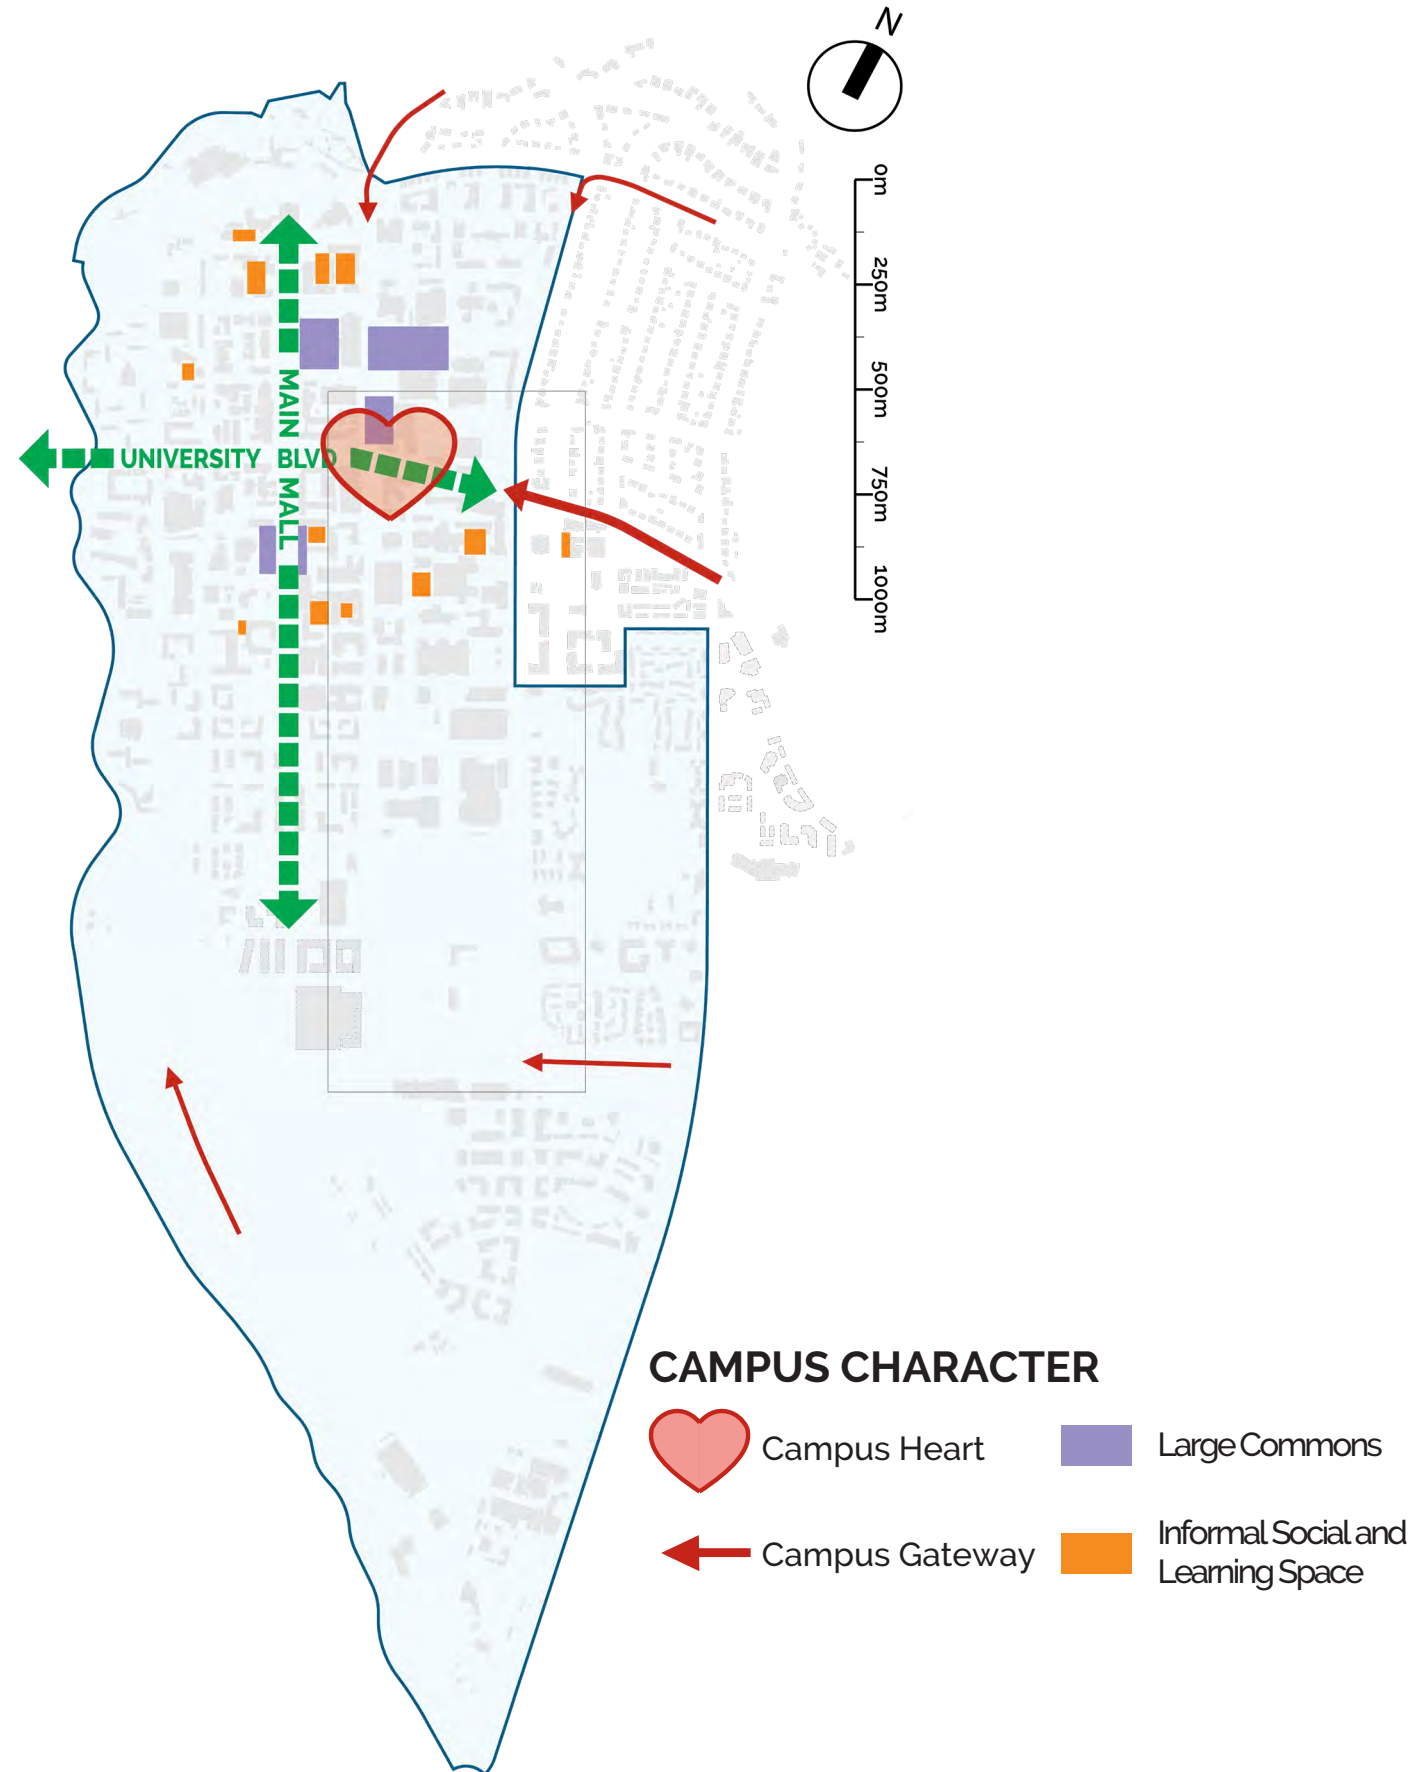 N
0m
250m
500m
750m
1000m
MAIN MALL
UNIVERSITY BLVD
CAMPUS CHARACTER
Campus Heart
Large Commons
Campus Gateway
Informal Social and
Learning Space